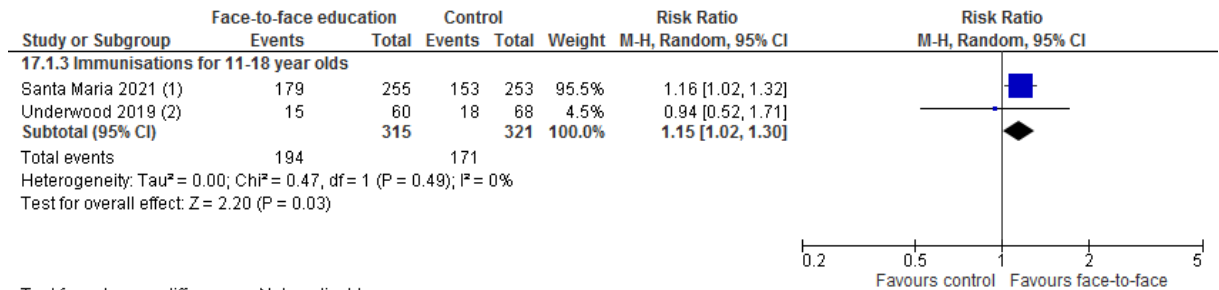 Face-to-face education Control Risk Ratio Risk Ratio
Study or Subgroup Events Total Events Total Weight M-H, Random, 95% CI M-H, Random, 95% CI
17.1.3 Immunisations for 11-18 year olds
Santa Maria 2021 (1) 179 255 153 253 95.5% 1.16 [1.02, 1.32]
Underwood 2019 (2) 15 60 18 68 4.5% 0.94 [0.52, 1.71]
Subtotal (95% CI) 315 321 100.0% 1.15 [1.02, 1.30]
Total events 194 171
Heterogeneity: Tau² = 0.00; Chi² = 0.47, df = 1 (P = 0.49); I² = 0%
Test for overall effect: Z = 2.20 (P = 0.03)
0.2 0.5 1 2 5
Favours control Favours face-to-face